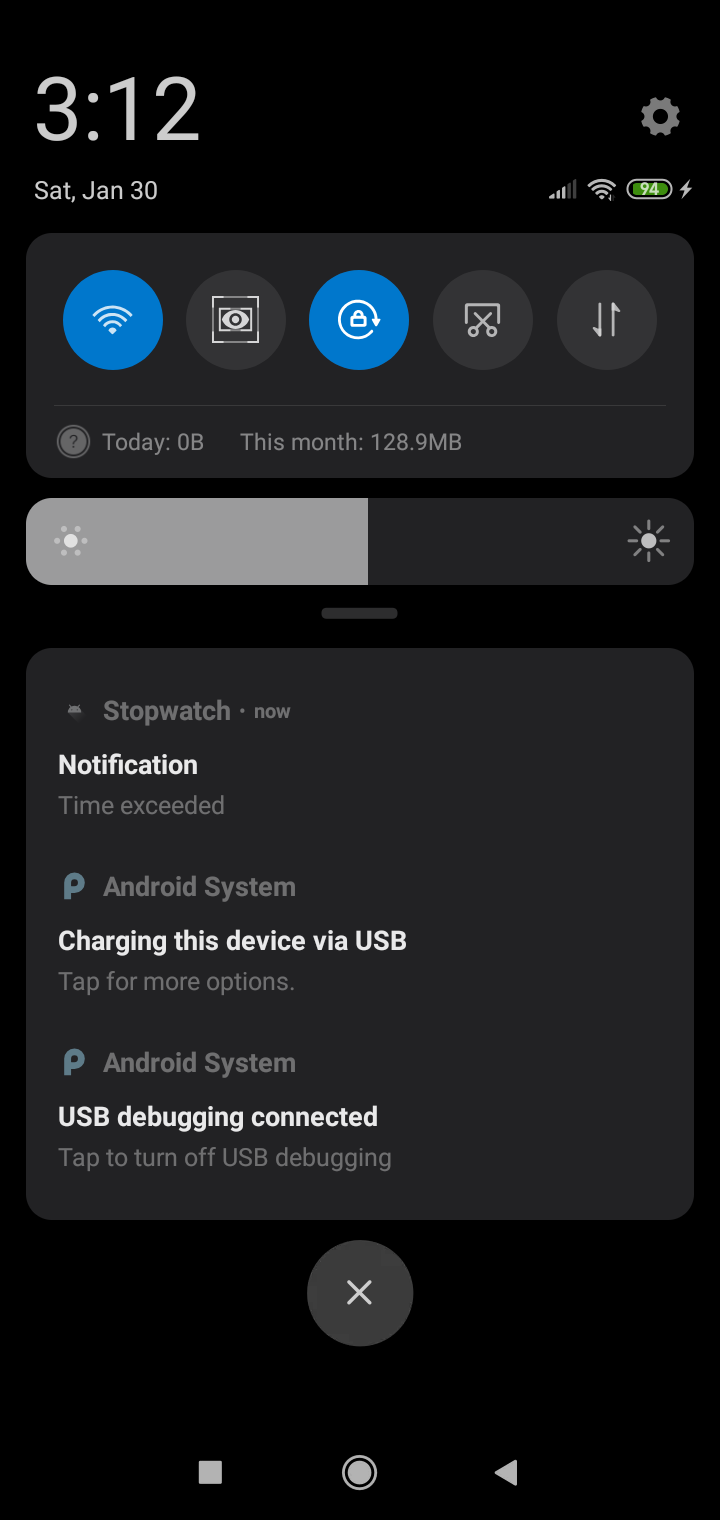 3:12
Sat, Jan 30
94
Today: 0B This month: 128.9MB
Stopwatch · now
Notification
Time exceeded
Android System
Charging this device via USB
Tap for more options.
Android System
USB debugging connected
Tap to turn off USB debugging